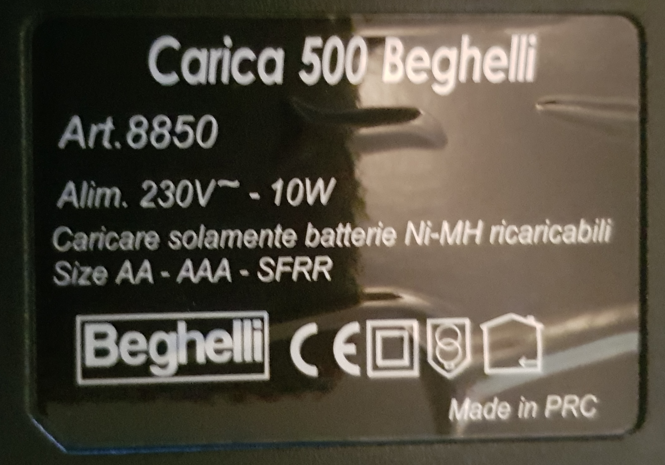 Carica 500 Beghelli
Art.8850
Alim. 230V~ - 10W
Caricare solamente batterie Ni-MH ricaricabili
Size AA - AAA - SFRR
Beghelli CE
Made in PRC